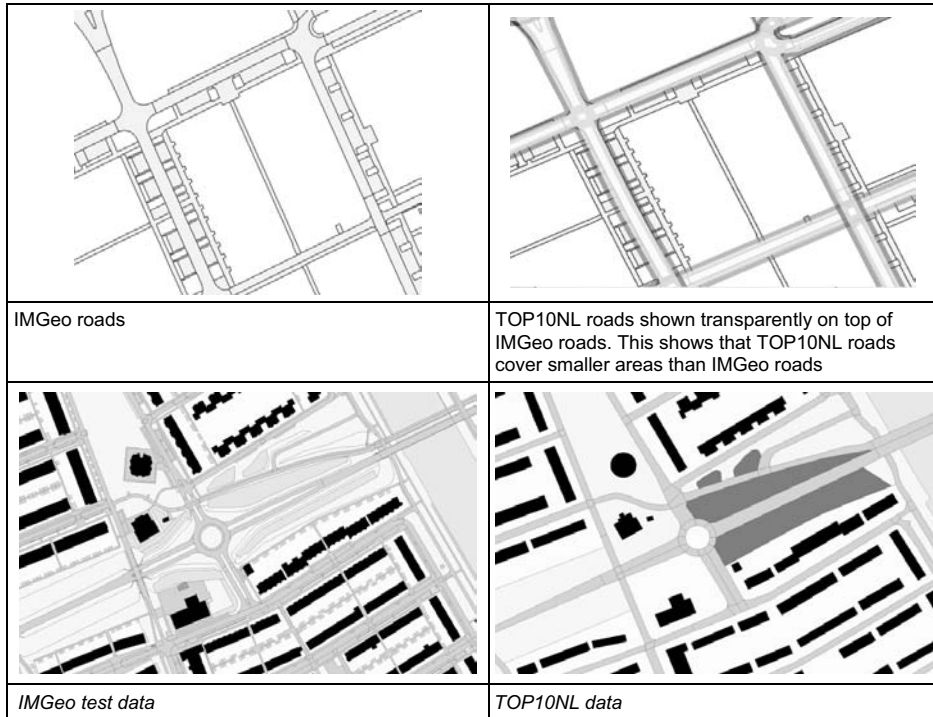 IMGeo roads
TOP10NL roads shown transparently on top of
IMGeo roads. This shows that TOP10NL roads
cover smaller areas than IMGeo roads
IMGeo test data
TOP10NL data